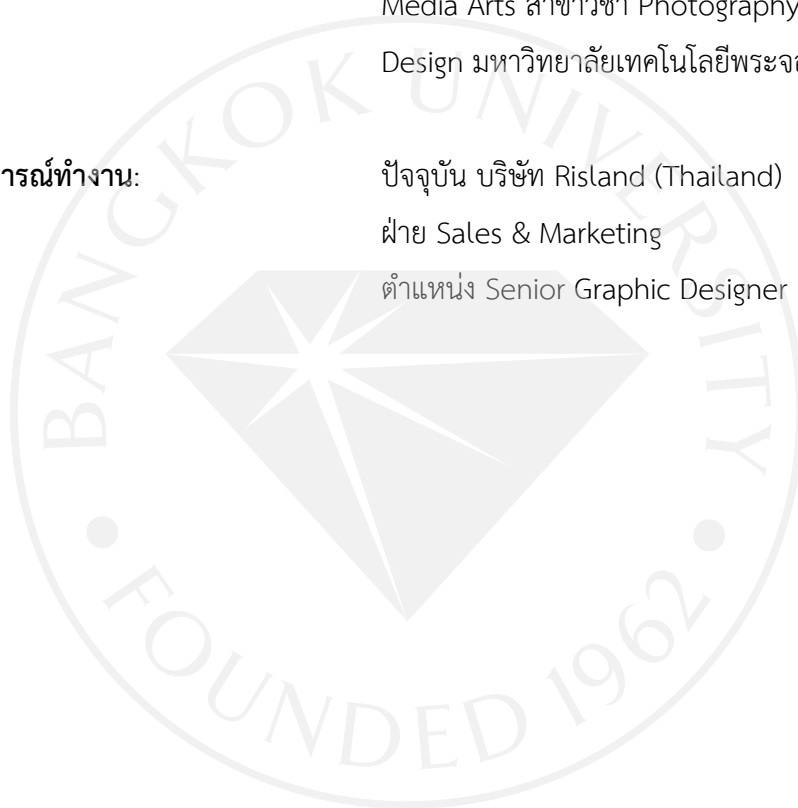 Media Arts สาขาวิชา Photography
Design มหาวิทยาลัยเทคโนโลยีพระจอ
ารณ์ทำงาน: ปัจจุบัน บริษัท Risland (Thailand)
ฝ่าย Sales & Marketing
ตำแหน่ง Senior Graphic Designer
BANGKOK UNIVERSITY
FOUNDED 1962